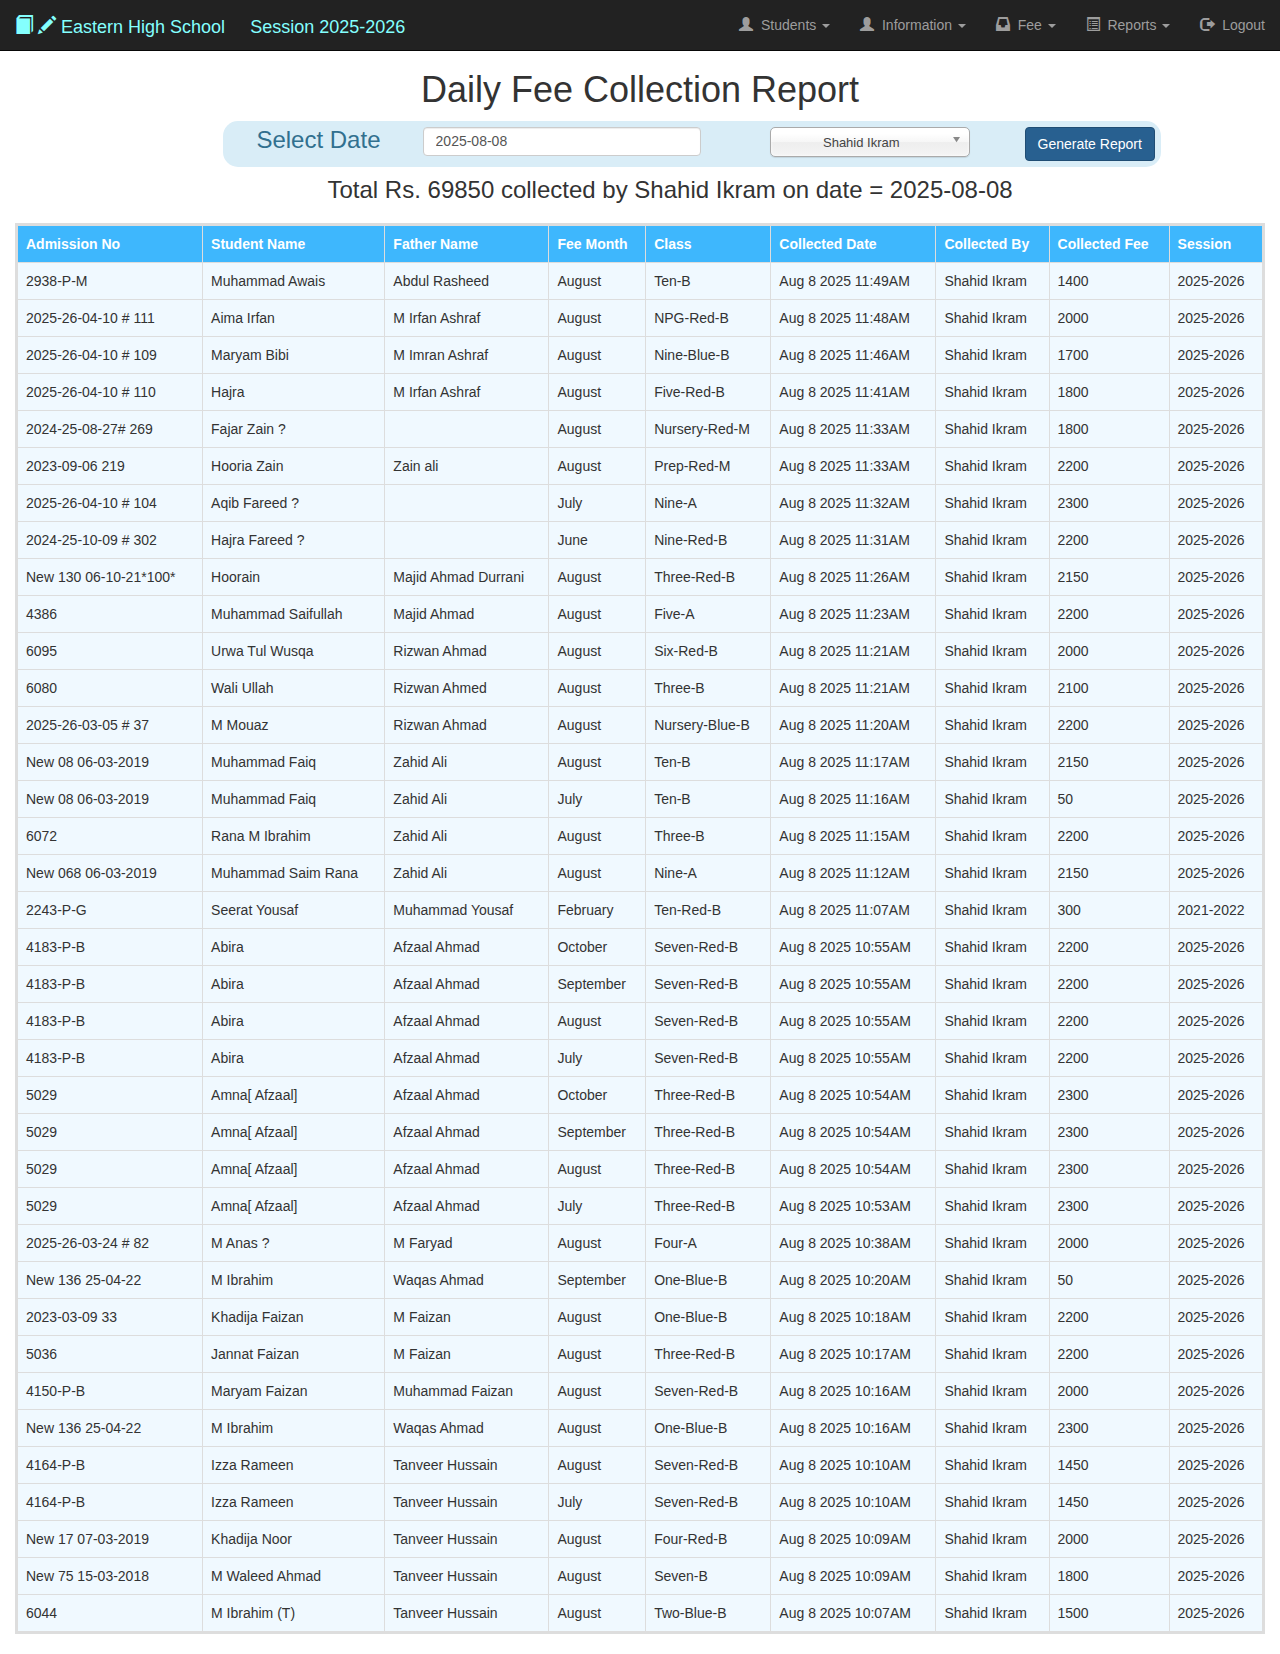 Eastern High School Session 2025-2026 Students Information Fee Reports Logout
Daily Fee Collection Report
Select Date 2025-08-08 Shahid Ikram Generate Report
Total Rs. 69850 collected by Shahid Ikram on date = 2025-08-08
Admission No Student Name Father Name Fee Month Class Collected Date Collected By Collected Fee Session
2938-P-M Muhammad Awais Abdul Rasheed August Ten-B Aug 8 2025 11:49AM Shahid Ikram 1400 2025-2026
2025-26-04-10 # 111 Aima Irfan M Irfan Ashraf August NPG-Red-B Aug 8 2025 11:48AM Shahid Ikram 2000 2025-2026
2025-26-04-10 # 109 Maryam Bibi M Imran Ashraf August Nine-Blue-B Aug 8 2025 11:46AM Shahid Ikram 1700 2025-2026
2025-26-04-10 # 110 Hajra M Irfan Ashraf August Five-Red-B Aug 8 2025 11:41AM Shahid Ikram 1800 2025-2026
2024-25-08-27# 269 Fajar Zain ? August Nursery-Red-M Aug 8 2025 11:33AM Shahid Ikram 1800 2025-2026
2023-09-06 219 Hooria Zain Zain ali August Prep-Red-M Aug 8 2025 11:33AM Shahid Ikram 2200 2025-2026
2025-26-04-10 # 104 Aqib Fareed ? July Nine-A Aug 8 2025 11:32AM Shahid Ikram 2300 2025-2026
2024-25-10-09 # 302 Hajra Fareed ? June Nine-Red-B Aug 8 2025 11:31AM Shahid Ikram 2200 2025-2026
New 130 06-10-21*100* Hoorain Majid Ahmad Durrani August Three-Red-B Aug 8 2025 11:26AM Shahid Ikram 2150 2025-2026
4386 Muhammad Saifullah Majid Ahmad August Five-A Aug 8 2025 11:23AM Shahid Ikram 2200 2025-2026
6095 Urwa Tul Wusqa Rizwan Ahmad August Six-Red-B Aug 8 2025 11:21AM Shahid Ikram 2000 2025-2026
6080 Wali Ullah Rizwan Ahmed August Three-B Aug 8 2025 11:21AM Shahid Ikram 2100 2025-2026
2025-26-03-05 # 37 M Mouaz Rizwan Ahmad August Nursery-Blue-B Aug 8 2025 11:20AM Shahid Ikram 2200 2025-2026
New 08 06-03-2019 Muhammad Faiq Zahid Ali August Ten-B Aug 8 2025 11:17AM Shahid Ikram 2150 2025-2026
New 08 06-03-2019 Muhammad Faiq Zahid Ali July Ten-B Aug 8 2025 11:16AM Shahid Ikram 50 2025-2026
6072 Rana M Ibrahim Zahid Ali August Three-B Aug 8 2025 11:15AM Shahid Ikram 2200 2025-2026
New 068 06-03-2019 Muhammad Saim Rana Zahid Ali August Nine-A Aug 8 2025 11:12AM Shahid Ikram 2150 2025-2026
2243-P-G Seerat Yousaf Muhammad Yousaf February Ten-Red-B Aug 8 2025 11:07AM Shahid Ikram 300 2021-2022
4183-P-B Abira Afzaal Ahmad October Seven-Red-B Aug 8 2025 10:55AM Shahid Ikram 2200 2025-2026
4183-P-B Abira Afzaal Ahmad September Seven-Red-B Aug 8 2025 10:55AM Shahid Ikram 2200 2025-2026
4183-P-B Abira Afzaal Ahmad August Seven-Red-B Aug 8 2025 10:55AM Shahid Ikram 2200 2025-2026
4183-P-B Abira Afzaal Ahmad July Seven-Red-B Aug 8 2025 10:55AM Shahid Ikram 2200 2025-2026
5029 Amna[ Afzaal] Afzaal Ahmad October Three-Red-B Aug 8 2025 10:54AM Shahid Ikram 2300 2025-2026
5029 Amna[ Afzaal] Afzaal Ahmad September Three-Red-B Aug 8 2025 10:54AM Shahid Ikram 2300 2025-2026
5029 Amna[ Afzaal] Afzaal Ahmad August Three-Red-B Aug 8 2025 10:54AM Shahid Ikram 2300 2025-2026
5029 Amna[ Afzaal] Afzaal Ahmad July Three-Red-B Aug 8 2025 10:53AM Shahid Ikram 2300 2025-2026
2025-26-03-24 # 82 M Anas ? M Faryad August Four-A Aug 8 2025 10:38AM Shahid Ikram 2000 2025-2026
New 136 25-04-22 M Ibrahim Waqas Ahmad September One-Blue-B Aug 8 2025 10:20AM Shahid Ikram 50 2025-2026
2023-03-09 33 Khadija Faizan M Faizan August One-Blue-B Aug 8 2025 10:18AM Shahid Ikram 2200 2025-2026
5036 Jannat Faizan M Faizan August Three-Red-B Aug 8 2025 10:17AM Shahid Ikram 2200 2025-2026
4150-P-B Maryam Faizan Muhammad Faizan August Seven-Red-B Aug 8 2025 10:16AM Shahid Ikram 2000 2025-2026
New 136 25-04-22 M Ibrahim Waqas Ahmad August One-Blue-B Aug 8 2025 10:16AM Shahid Ikram 2300 2025-2026
4164-P-B Izza Rameen Tanveer Hussain August Seven-Red-B Aug 8 2025 10:10AM Shahid Ikram 1450 2025-2026
4164-P-B Izza Rameen Tanveer Hussain July Seven-Red-B Aug 8 2025 10:10AM Shahid Ikram 1450 2025-2026
New 17 07-03-2019 Khadija Noor Tanveer Hussain August Four-Red-B Aug 8 2025 10:09AM Shahid Ikram 2000 2025-2026
New 75 15-03-2018 M Waleed Ahmad Tanveer Hussain August Seven-B Aug 8 2025 10:09AM Shahid Ikram 1800 2025-2026
6044 M Ibrahim (T) Tanveer Hussain August Two-Blue-B Aug 8 2025 10:07AM Shahid Ikram 1500 2025-2026